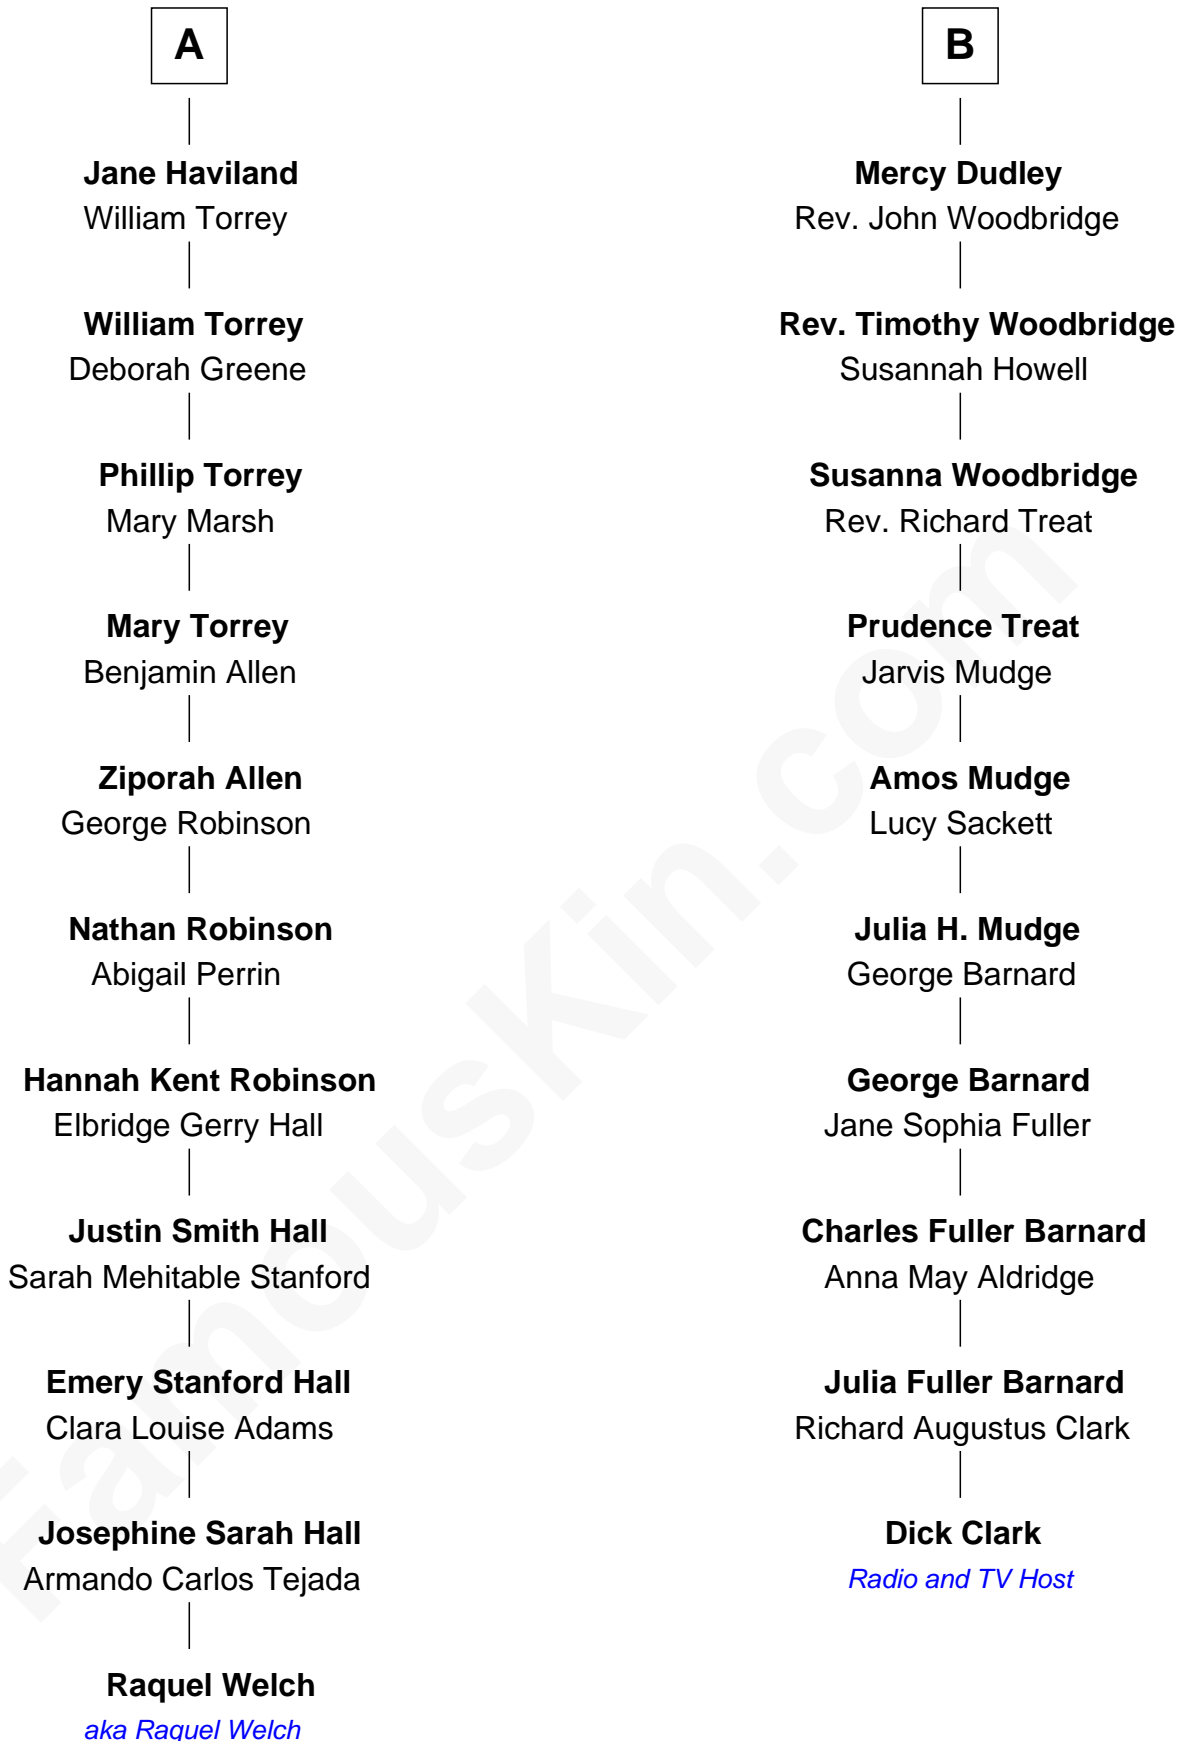 A
Jane Haviland
William Torrey
William Torrey
Deborah Greene
Phillip Torrey
Mary Marsh
Mary Torrey
Benjamin Allen
Ziporah Allen
George Robinson
Nathan Robinson
Abigail Perrin
Hannah Kent Robinson
Elbridge Gerry Hall
Justin Smith Hall
Sarah Mehitable Stanford
Emery Stanford Hall
Clara Louise Adams
Josephine Sarah Hall
Armando Carlos Tejada
Raquel Welch
aka Raquel Welch
B
Mercy Dudley
Rev. John Woodbridge
Rev. Timothy Woodbridge
Susannah Howell
Susanna Woodbridge
Rev. Richard Treat
Prudence Treat
Jarvis Mudge
Amos Mudge
Lucy Sackett
Julia H. Mudge
George Barnard
George Barnard
Jane Sophia Fuller
Charles Fuller Barnard
Anna May Aldridge
Julia Fuller Barnard
Richard Augustus Clark
Dick Clark
Radio and TV Host
FamousKin.com